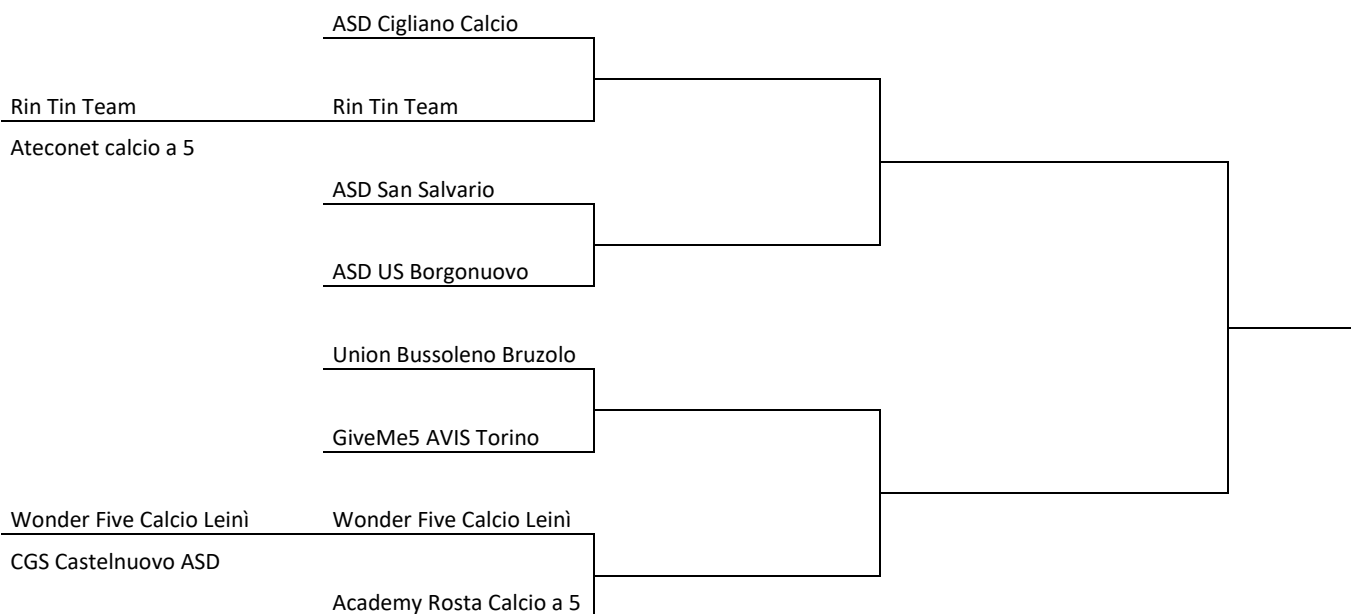 ASD Cigliano Calcio
Rin Tin Team
Rin Tin Team
Ateconet calcio a 5
ASD San Salvario
ASD US Borgonuovo
Union Bussoleno Bruzolo
GiveMe5 AVIS Torino
Wonder Five Calcio Leinì
Wonder Five Calcio Leinì
CGS Castelnuovo ASD
Academy Rosta Calcio a 5